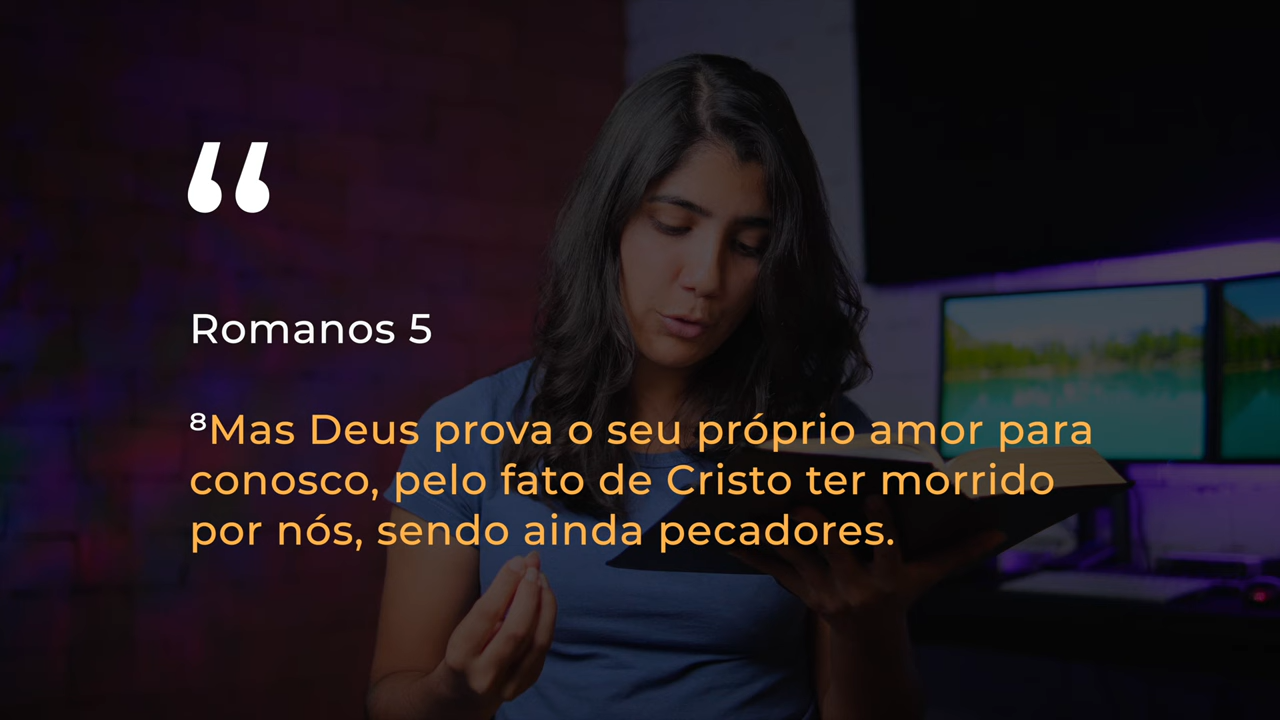 “
Romanos 5
⁸Mas Deus prova o seu próprio amor para
conosco, pelo fato de Cristo ter morrido
por nós, sendo ainda pecadores.